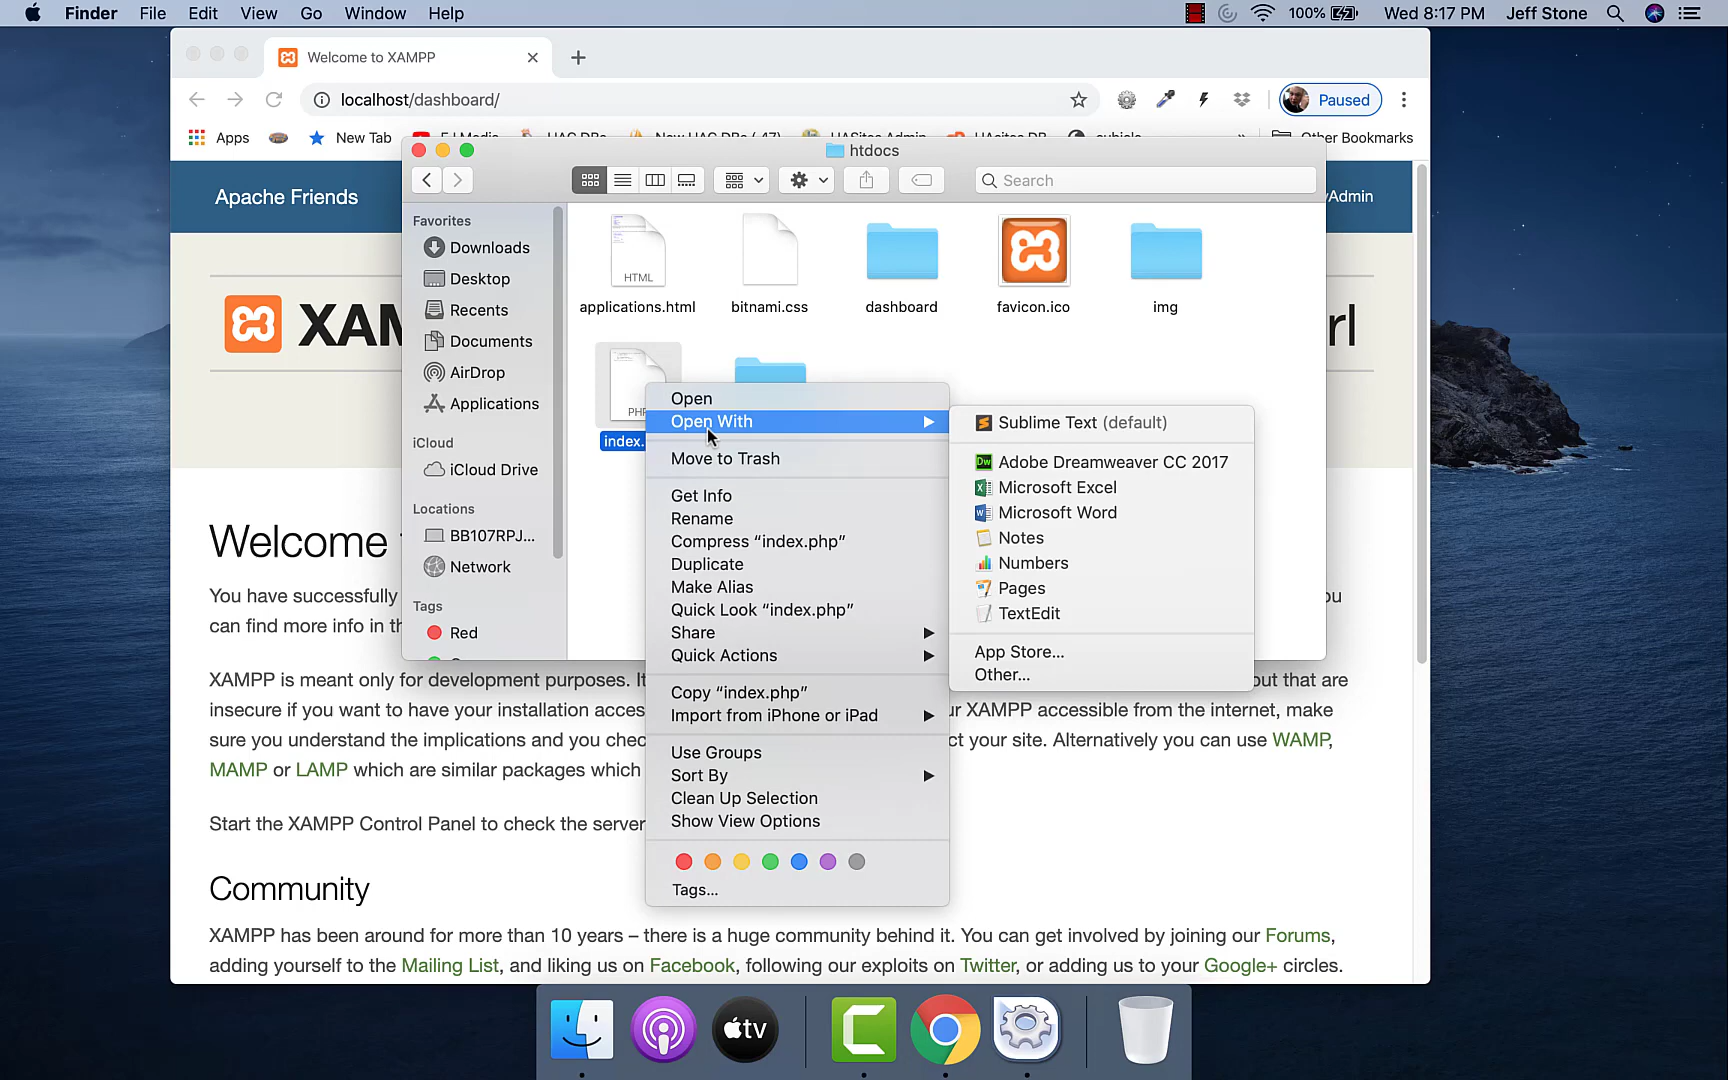 Finder File Edit View Go Window Help 100% Wed 8:17 PM Jeff Stone
Welcome to XAMPP
localhost/dashboard/ Paused
Apps New Tab Other Bookmarks
htdocs
Search
Apache Friends
Favorites
Downloads
Desktop
Recents
Documents
AirDrop
Applications
iCloud
iCloud Drive
Locations
BB107RPJ...
Network
Tags
Red
HTML
applications.html bitnami.css dashboard favicon.ico img
PHP
index.
Open
Open With
Move to Trash
Get Info
Rename
Compress “index.php”
Duplicate
Make Alias
Quick Look “index.php”
Share
Quick Actions
Copy “index.php”
Import from iPhone or iPad
Use Groups
Sort By
Clean Up Selection
Show View Options
Tags...
Sublime Text (default)
Dw Adobe Dreamweaver CC 2017
Microsoft Excel
Microsoft Word
Notes
Numbers
Pages
TextEdit
App Store...
Other...
XAM
Welcome
You have successfully
can find more info in th
XAMPP is meant only for development purposes. It out that are
insecure if you want to have your installation acces ur XAMPP accessible from the internet, make
sure you understand the implications and you chec ct your site. Alternatively you can use WAMP,
MAMP or LAMP which are similar packages which
Start the XAMPP Control Panel to check the server
Community
XAMPP has been around for more than 10 years – there is a huge community behind it. You can get involved by joining our Forums,
adding yourself to the Mailing List, and liking us on Facebook, following our exploits on Twitter, or adding us to your Google+ circles.
tv